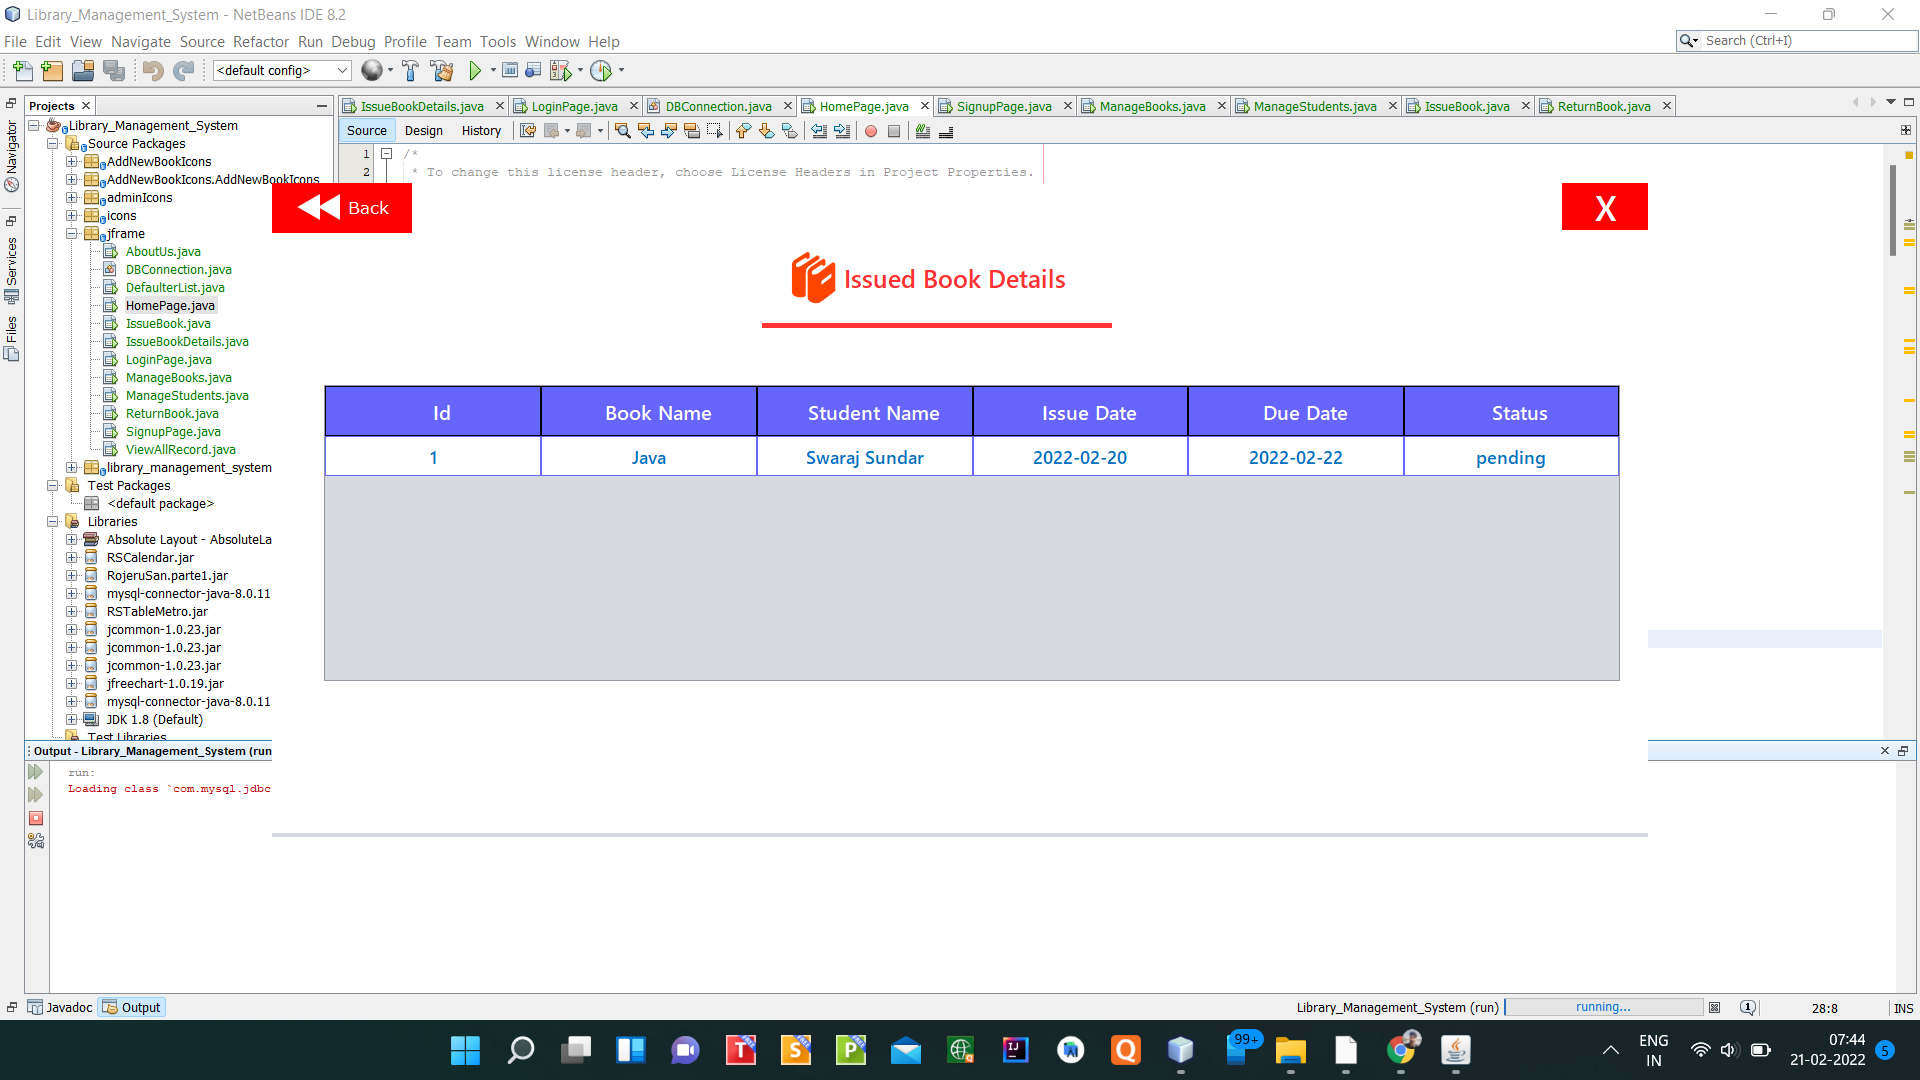 Library_Management_System - NetBeans IDE 8.2
File Edit View Navigate Source Refactor Run Debug Profile Team Tools Window Help
Search (Ctrl+I)
<default config>
Projects
IssueBookDetails.java LoginPage.java DBConnection.java HomePage.java SignupPage.java ManageBooks.java ManageStudents.java IssueBook.java ReturnBook.java
Source Design History
Navigator
Services
Files
Library_Management_System
Source Packages
AddNewBookIcons
AddNewBookIcons.AddNewBookIcons
adminIcons
icons
jframe
AboutUs.java
DBConnection.java
DefaulterList.java
HomePage.java
IssueBook.java
IssueBookDetails.java
LoginPage.java
ManageBooks.java
ManageStudents.java
ReturnBook.java
SignupPage.java
ViewAllRecord.java
library_management_system
Test Packages
<default package>
Libraries
Absolute Layout - AbsoluteLa
RSCalendar.jar
RojeruSan.parte1.jar
mysql-connector-java-8.0.11
RSTableMetro.jar
jcommon-1.0.23.jar
jcommon-1.0.23.jar
jcommon-1.0.23.jar
jfreechart-1.0.19.jar
mysql-connector-java-8.0.11
JDK 1.8 (Default)
Test Libraries
1 /*
2 * To change this license header, choose License Headers in Project Properties.
Back
X
Issued Book Details
Id Book Name Student Name Issue Date Due Date Status
1 Java Swaraj Sundar 2022-02-20 2022-02-22 pending
Output - Library_Management_System (run
run:
Loading class `com.mysql.jdbc
Javadoc Output
Library_Management_System (run) running... 1 28:8 INS
99+
ENG
IN
07:44
21-02-2022
5